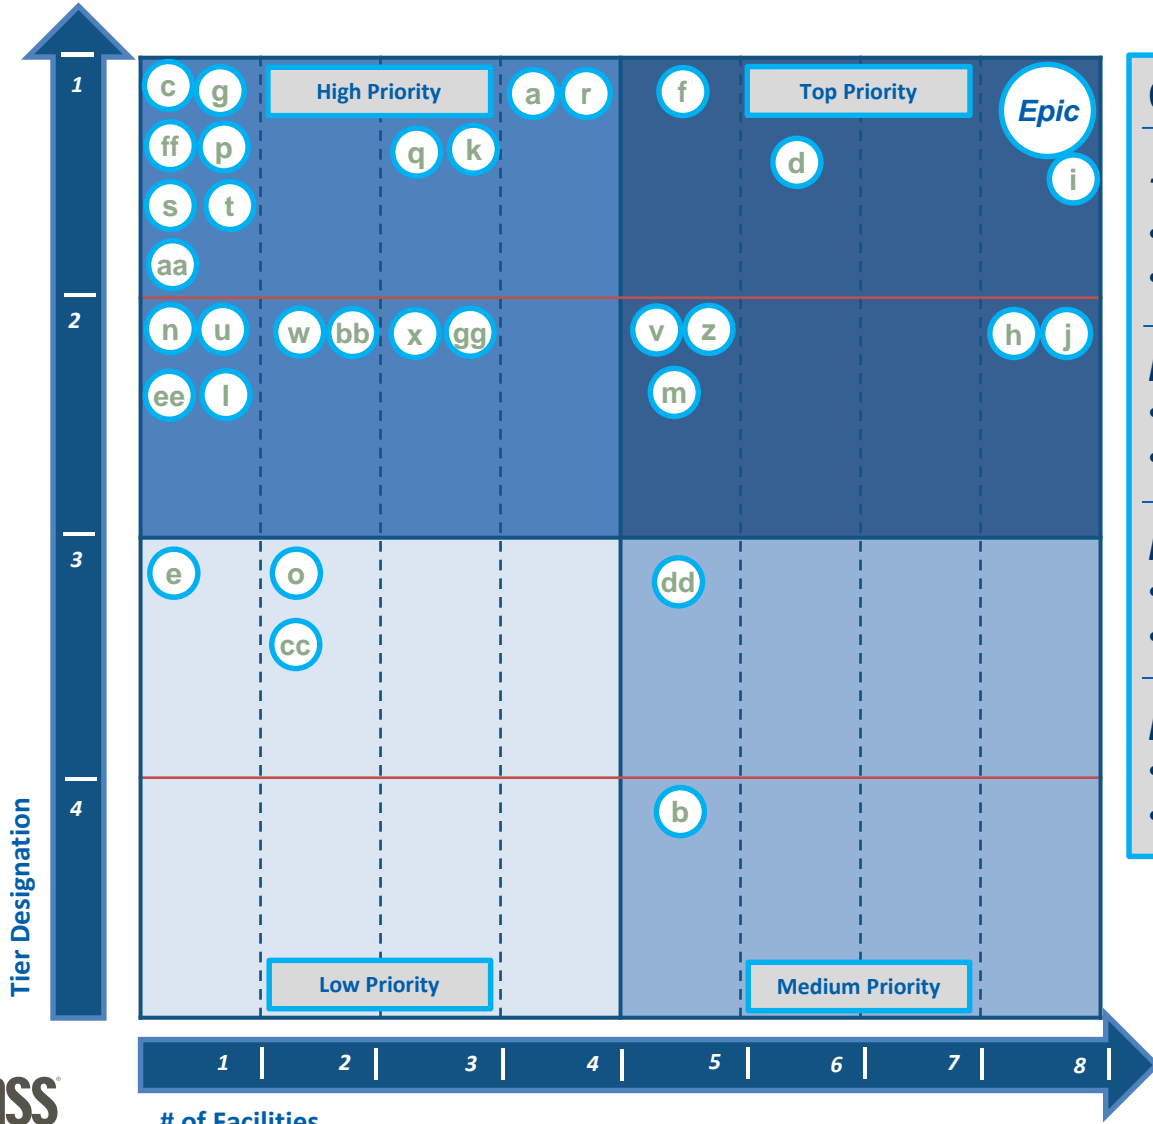 1
c
g
High Priority
a
r
f
Top Priority
Epic
ff
p
q
k
d
i
s
t
aa
2
n
u
w
bb
x
gg
v
z
h
j
ee
l
m
3
e
o
dd
cc
4
b
Tier Designation
Low Priority
Medium Priority
1
2
3
4
5
6
7
8
# of Facilities